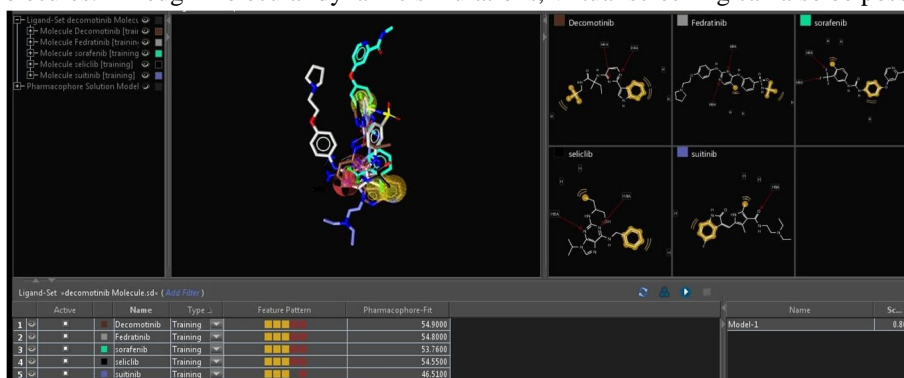 Ligand-Set decomotinib Molecu
Molecule Decomotinib [trai
Molecule Fedratinib [trainin
Molecule sorafenib [training
Molecule seliclib [training]
Molecule suitinib [training]
Pharmacophore Solution Model
Decomotinib
Fedratinib
sorafenib
seliclib
suitinib
Ligand-Set »decomotinib Molecule.sd« ( Add Filter )
Active Name Type Feature Pattern Pharmacophore-Fit
1 Decomotinib Training 54.9000
2 Fedratinib Training 54.8000
3 sorafenib Training 53.7600
4 seliclib Training 54.5500
5 suitinib Training 46.5100
Name Sc...
Model-1 0.80